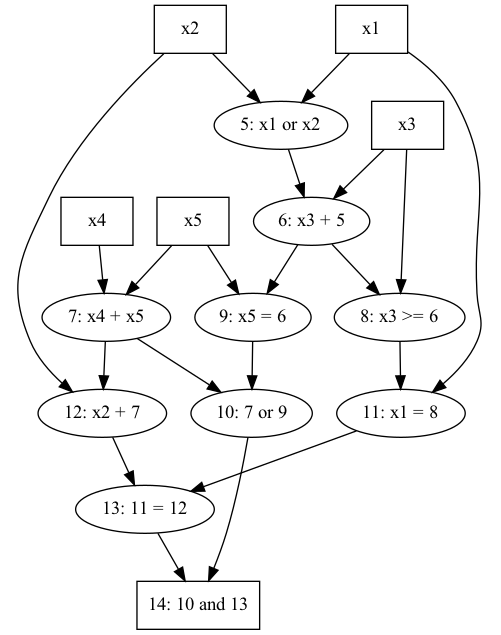 x2
x1
5: x1 or x2
x3
x4
x5
6: x3 + 5
7: x4 + x5
9: x5 = 6
8: x3 >= 6
12: x2 + 7
10: 7 or 9
11: x1 = 8
13: 11 = 12
14: 10 and 13